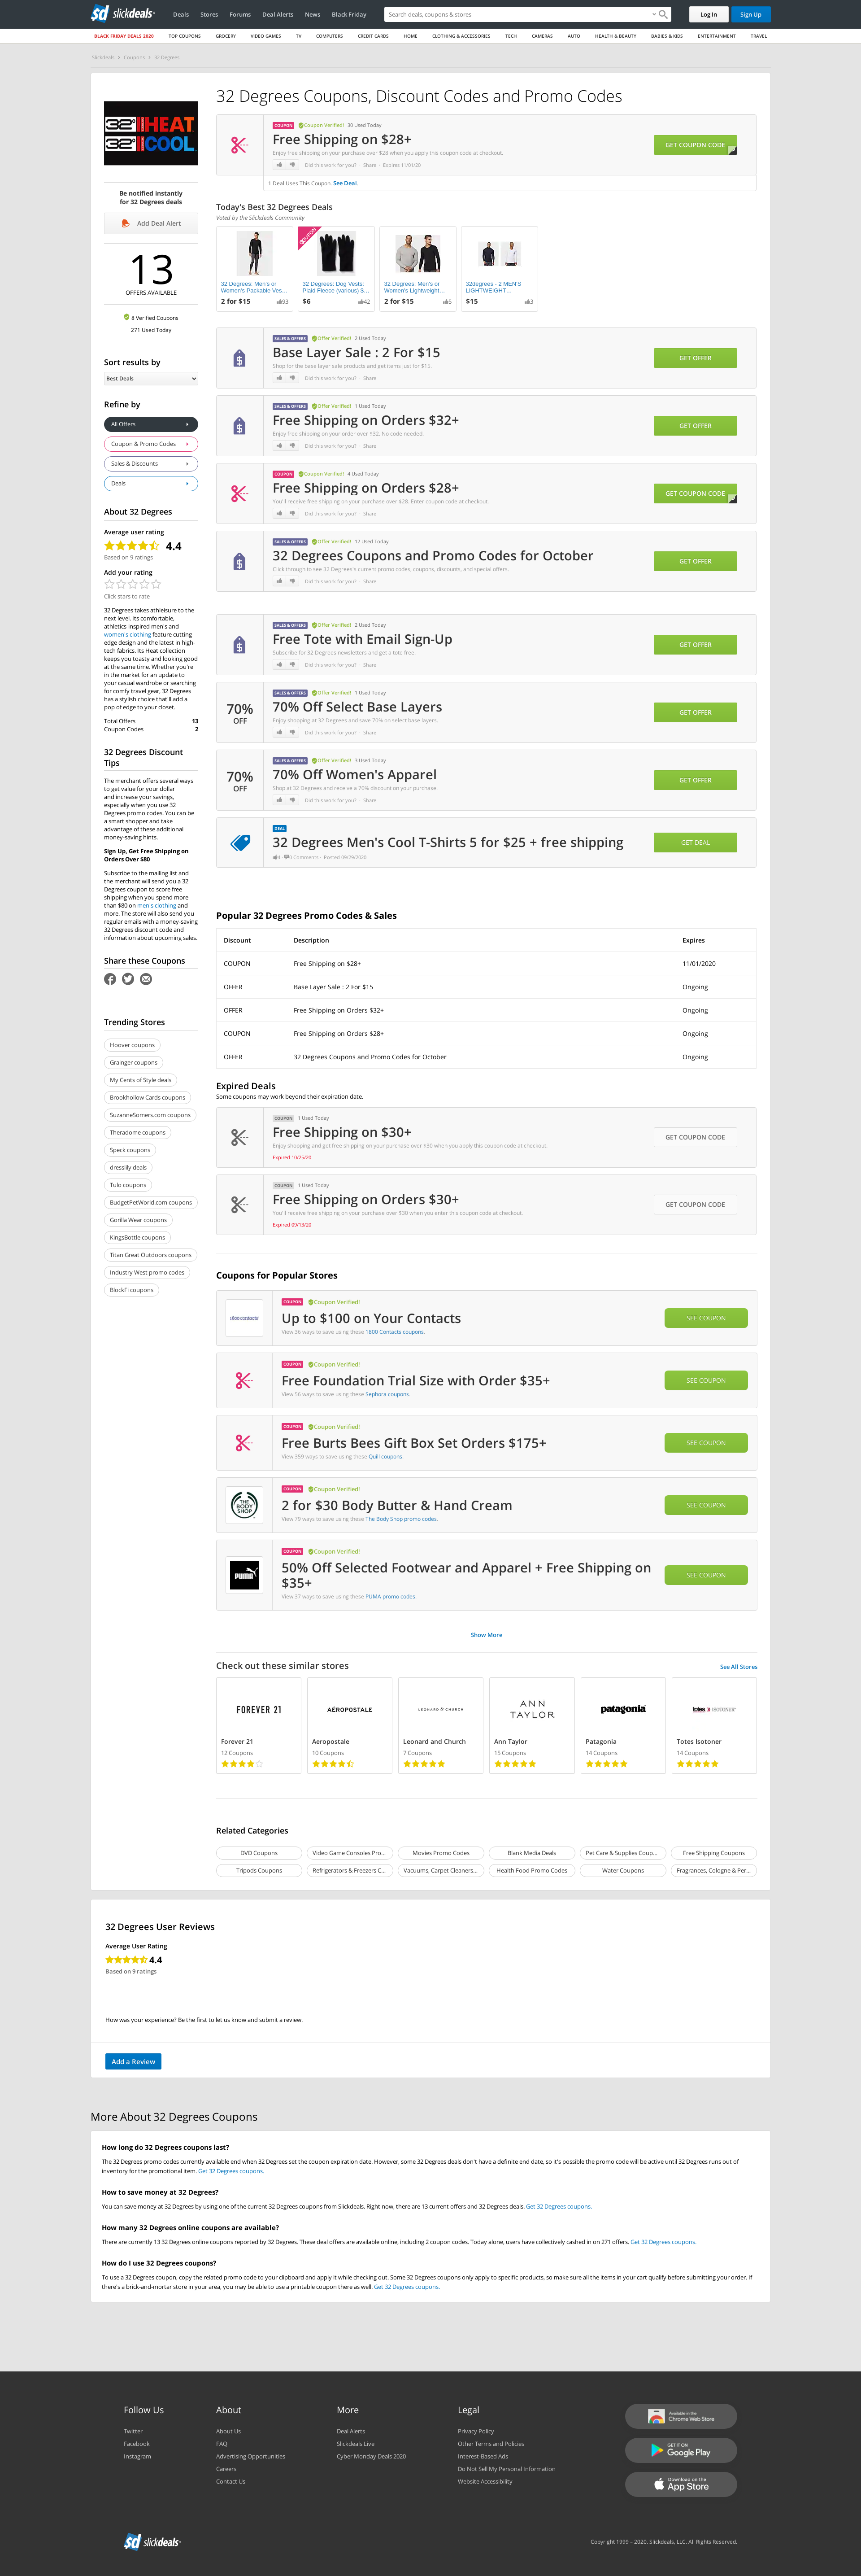 sd slickdeals
Deals Stores Forums Deal Alerts News Black Friday
Search deals, coupons & stores
Log In
Sign Up
BLACK FRIDAY DEALS 2020 TOP COUPONS GROCERY VIDEO GAMES TV COMPUTERS CREDIT CARDS HOME CLOTHING & ACCESSORIES TECH CAMERAS AUTO HEALTH & BEAUTY BABIES & KIDS ENTERTAINMENT TRAVEL
Slickdeals › Coupons › 32 Degrees
32° HEAT
32° COOL
Be notified instantly
for 32 Degrees deals
Add Deal Alert
13
OFFERS AVAILABLE
8 Verified Coupons
271 Used Today
Sort results by
Best Deals
Refine by
All Offers
Coupon & Promo Codes
Sales & Discounts
Deals
About 32 Degrees
Average user rating
4.4
Based on 9 ratings
Add your rating
Click stars to rate
32 Degrees takes athleisure to the
next level. Its comfortable,
athletics-inspired men's and
women's clothing feature cutting-
edge design and the latest in high-
tech fabrics. Its Heat collection
keeps you toasty and looking good
at the same time. Whether you're
in the market for an update to
your casual wardrobe or searching
for comfy travel gear, 32 Degrees
has a stylish choice that'll add a
pop of edge to your closet.
Total Offers 13
Coupon Codes 2
32 Degrees Discount
Tips
The merchant offers several ways
to get value for your dollar
and increase your savings,
especially when you use 32
Degrees promo codes. You can be
a smart shopper and take
advantage of these additional
money-saving hints.
Sign Up, Get Free Shipping on
Orders Over $80
Subscribe to the mailing list and
the merchant will send you a 32
Degrees coupon to score free
shipping when you spend more
than $80 on men's clothing and
more. The store will also send you
regular emails with a money-saving
32 Degrees discount code and
information about upcoming sales.
Share these Coupons
Trending Stores
Hoover coupons
Grainger coupons
My Cents of Style deals
Brookhollow Cards coupons
SuzanneSomers.com coupons
Theradome coupons
Speck coupons
dresslily deals
Tulo coupons
BudgetPetWorld.com coupons
Gorilla Wear coupons
KingsBottle coupons
Titan Great Outdoors coupons
Industry West promo codes
BlockFi coupons
32 Degrees Coupons, Discount Codes and Promo Codes
COUPON Coupon Verified! 30 Used Today
Free Shipping on $28+
Enjoy free shipping on your purchase over $28 when you apply this coupon code at checkout.
Did this work for you? · Share · Expires 11/01/20
GET COUPON CODE
1 Deal Uses This Coupon: See Deal
Today's Best 32 Degrees Deals
Voted by the Slickdeals Community
32 Degrees: Men's or
Women's Packable Ves...
2 for $15 93
COUPON
32 Degrees: Dog Vests:
Plaid Fleece (various) $...
$6 42
32 Degrees: Men's or
Women's Lightweight...
2 for $15 5
32degrees - 2 MEN'S
LIGHTWEIGHT...
$15 3
SALES & OFFERS Offer Verified! 2 Used Today
Base Layer Sale : 2 For $15
Shop for the base layer sale products and get items just for $15.
Did this work for you? · Share
GET OFFER
SALES & OFFERS Offer Verified! 1 Used Today
Free Shipping on Orders $32+
Enjoy free shipping on your order over $32. No code needed.
Did this work for you? · Share
GET OFFER
COUPON Coupon Verified! 4 Used Today
Free Shipping on Orders $28+
You'll receive free shipping on your purchase over $28. Enter coupon code at checkout.
Did this work for you? · Share
GET COUPON CODE
SALES & OFFERS Offer Verified! 12 Used Today
32 Degrees Coupons and Promo Codes for October
Click through to see 32 Degrees's current promo codes, coupons, discounts, and special offers.
Did this work for you? · Share
GET OFFER
SALES & OFFERS Offer Verified! 2 Used Today
Free Tote with Email Sign-Up
Subscribe for 32 Degrees newsletters and get a tote free.
Did this work for you? · Share
GET OFFER
70%
OFF
SALES & OFFERS Offer Verified! 1 Used Today
70% Off Select Base Layers
Enjoy shopping at 32 Degrees and save 70% on select base layers.
Did this work for you? · Share
GET OFFER
70%
OFF
SALES & OFFERS Offer Verified! 3 Used Today
70% Off Women's Apparel
Shop at 32 Degrees and receive a 70% discount on your purchase.
Did this work for you? · Share
GET OFFER
DEAL
32 Degrees Men's Cool T-Shirts 5 for $25 + free shipping
Comments · Posted 09/29/2020
GET DEAL
Popular 32 Degrees Promo Codes & Sales
Discount Description Expires
COUPON Free Shipping on $28+ 11/01/2020
OFFER Base Layer Sale : 2 For $15 Ongoing
OFFER Free Shipping on Orders $32+ Ongoing
COUPON Free Shipping on Orders $28+ Ongoing
OFFER 32 Degrees Coupons and Promo Codes for October Ongoing
Expired Deals
Some coupons may work beyond their expiration date.
COUPON 1 Used Today
Free Shipping on $30+
Enjoy shopping and get free shipping on your purchase over $30 when you apply this coupon code at checkout.
Expired 10/25/20
GET COUPON CODE
COUPON 1 Used Today
Free Shipping on Orders $30+
You'll receive free shipping on your purchase over $30 when you enter this coupon code at checkout.
Expired 09/13/20
GET COUPON CODE
Coupons for Popular Stores
1800contacts
COUPON Coupon Verified!
Up to $100 on Your Contacts
View 36 ways to save using these 1800 Contacts coupons.
SEE COUPON
COUPON Coupon Verified!
Free Foundation Trial Size with Order $35+
View 56 ways to save using these Sephora coupons.
SEE COUPON
COUPON Coupon Verified!
Free Burts Bees Gift Box Set Orders $175+
View 359 ways to save using these Quill coupons.
SEE COUPON
THE BODY SHOP
COUPON Coupon Verified!
2 for $30 Body Butter & Hand Cream
View 79 ways to save using these The Body Shop promo codes.
SEE COUPON
PUMA
COUPON Coupon Verified!
50% Off Selected Footwear and Apparel + Free Shipping on
$35+
View 37 ways to save using these PUMA promo codes.
SEE COUPON
Show More
Check out these similar stores
See All Stores
FOREVER 21
Forever 21
12 Coupons
AÉROPOSTALE
Aeropostale
10 Coupons
LEONARD & CHURCH
Leonard and Church
7 Coupons
ANN
TAYLOR
Ann Taylor
15 Coupons
patagonia
Patagonia
14 Coupons
totes ISOTONER
Totes Isotoner
14 Coupons
Related Categories
DVD Coupons
Video Game Consoles Pro...
Movies Promo Codes
Blank Media Deals
Pet Care & Supplies Coup...
Free Shipping Coupons
Tripods Coupons
Refrigerators & Freezers C...
Vacuums, Carpet Cleaners...
Health Food Promo Codes
Water Coupons
Fragrances, Cologne & Per...
32 Degrees User Reviews
Average User Rating
4.4
Based on 9 ratings
How was your experience? Be the first to let us know and submit a review.
Add a Review
More About 32 Degrees Coupons
How long do 32 Degrees coupons last?
The 32 Degrees promo codes currently available end when 32 Degrees set the coupon expiration date. However, some 32 Degrees deals don't have a definite end date, so it's possible the promo code will be active until 32 Degrees runs out of
inventory for the promotional item. Get 32 Degrees coupons.
How to save money at 32 Degrees?
You can save money at 32 Degrees by using one of the current 32 Degrees coupons from Slickdeals. Right now, there are 13 current offers and 32 Degrees deals. Get 32 Degrees coupons.
How many 32 Degrees online coupons are available?
There are currently 13 32 Degrees online coupons reported by 32 Degrees. These deal offers are available online, including 2 coupon codes. Today alone, users have collectively cashed in on 271 offers. Get 32 Degrees coupons.
How do I use 32 Degrees coupons?
To use a 32 Degrees coupon, copy the related promo code to your clipboard and apply it while checking out. Some 32 Degrees coupons only apply to specific products, so make sure all the items in your cart qualify before submitting your order. If
there's a brick-and-mortar store in your area, you may be able to use a printable coupon there as well. Get 32 Degrees coupons.
Follow Us
Twitter
Facebook
Instagram
About
About Us
FAQ
Advertising Opportunities
Careers
Contact Us
More
Deal Alerts
Slickdeals Live
Cyber Monday Deals 2020
Legal
Privacy Policy
Other Terms and Policies
Interest-Based Ads
Do Not Sell My Personal Information
Website Accessibility
Available in the
Chrome Web Store
GET IT ON
Google Play
Download on the
App Store
sd slickdeals
Copyright 1999 – 2020. Slickdeals, LLC. All Rights Reserved.